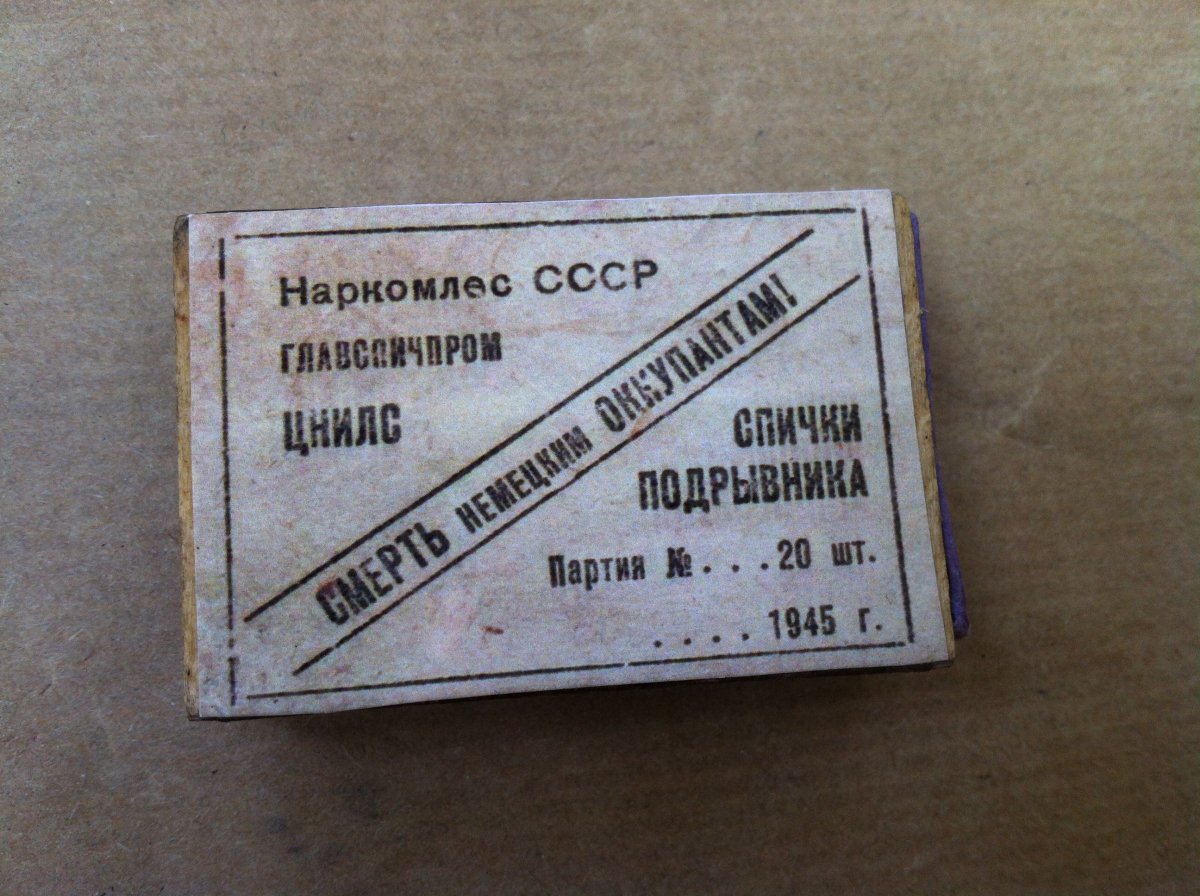 Наркомлес СССР
ГЛАВСПИЧПРОМ
ЦНИЛС
СМЕРТЬ НЕМЕЦКИМ ОККУПАНТАМ!
СПИЧКИ
ПОДРЫВНИКА
Партия № . . . 20 шт.
. . . . 1945 г.